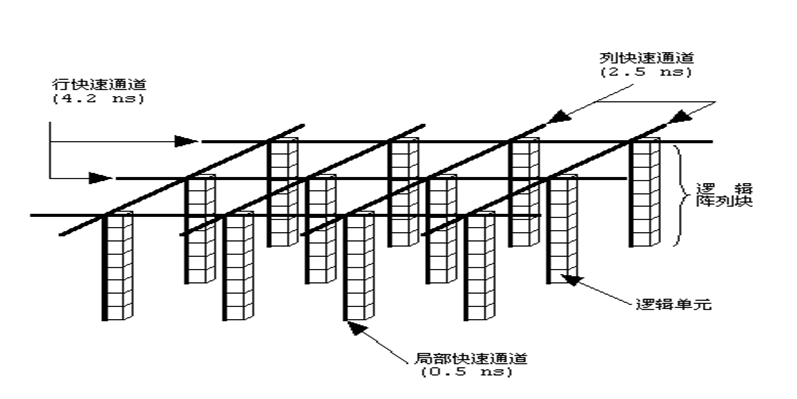 列快速通道
(2.5 ns)
行快速通道
(4.2 ns)
逻 辑
阵列块
逻辑单元
局部快速通道
(0.5 ns)